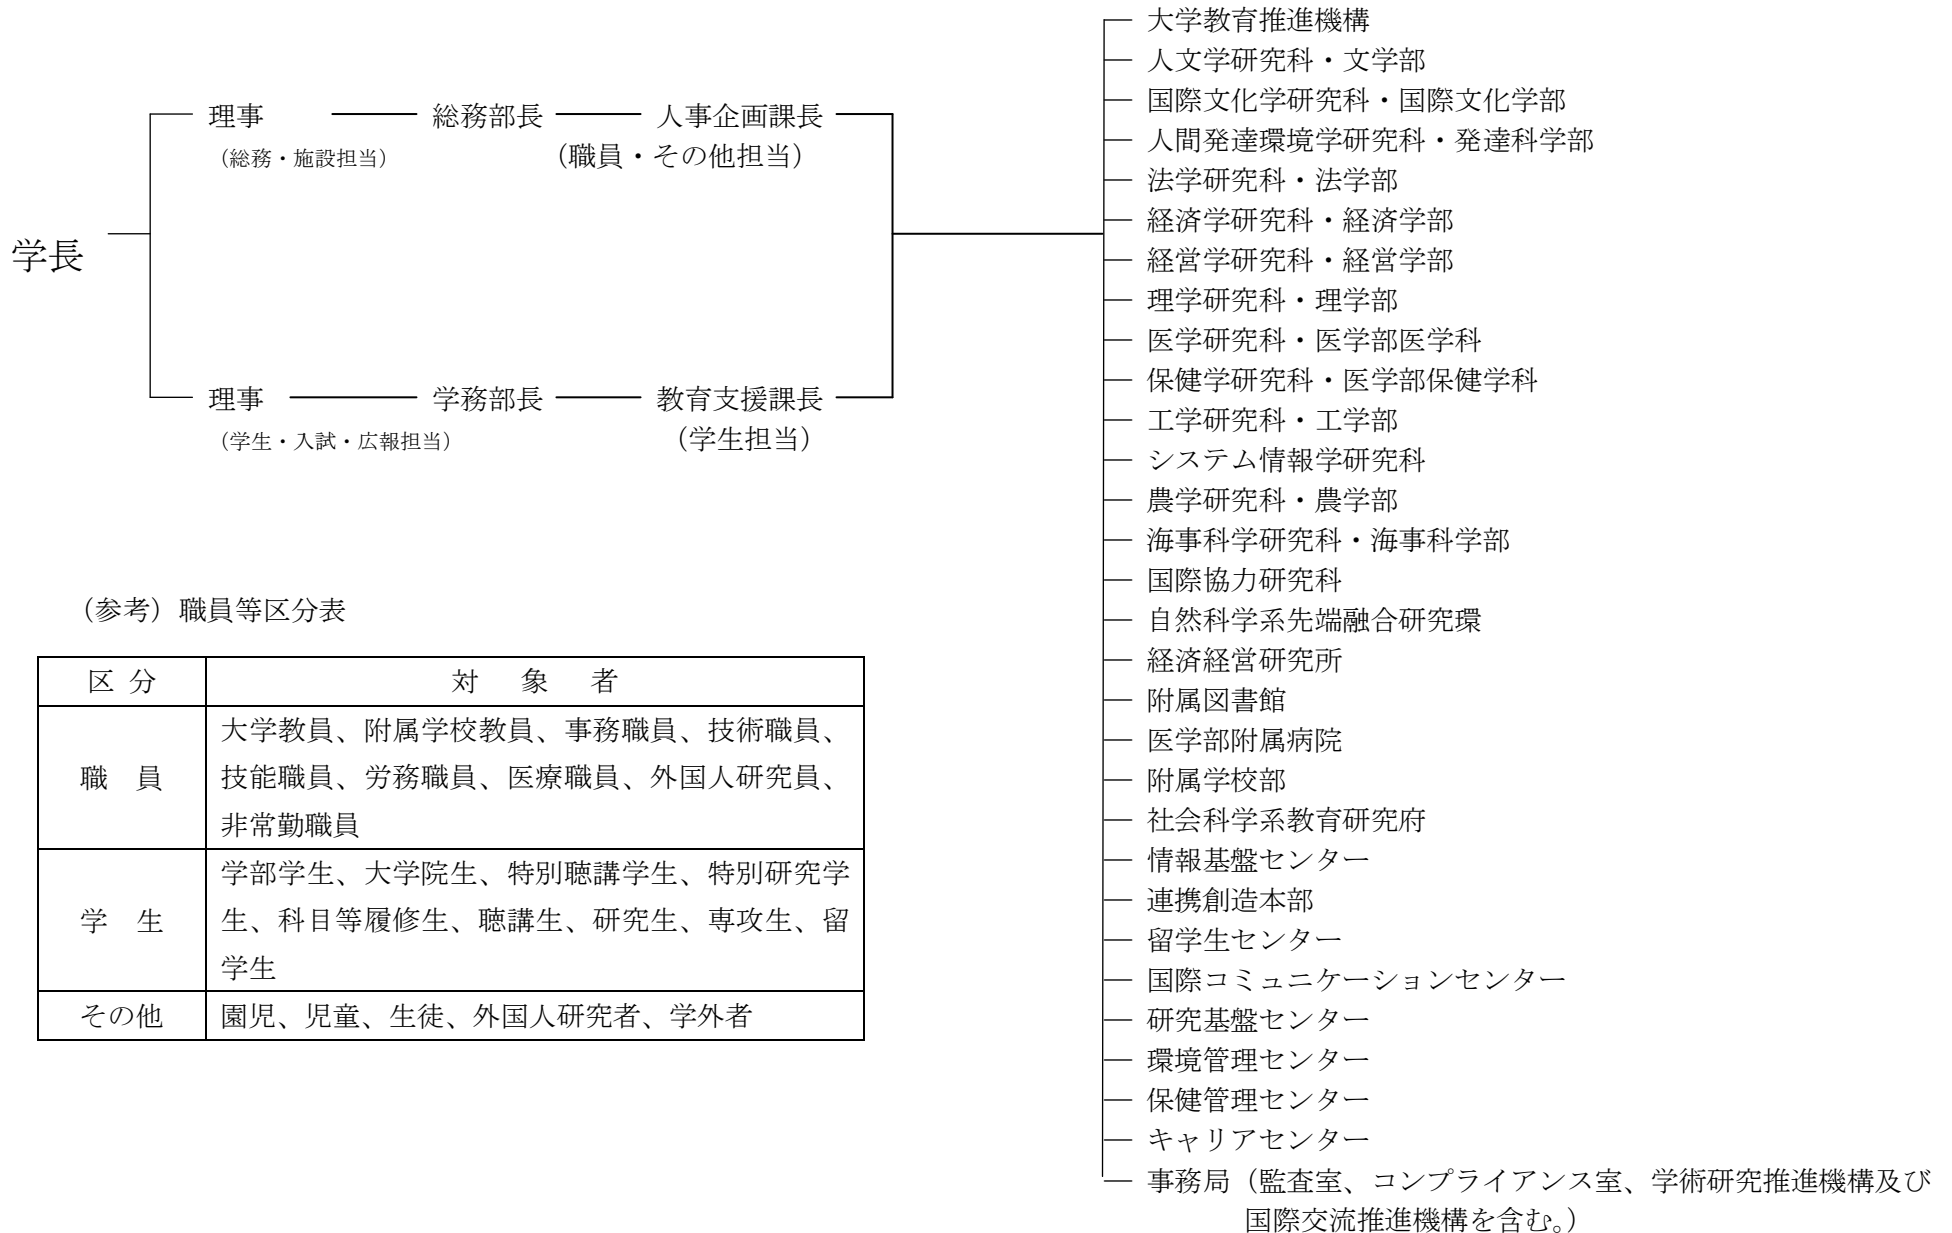 学長
理事
（総務・施設担当）
総務部長
人事企画課長
（職員・その他担当）
理事
（学生・入試・広報担当）
学務部長
教育支援課長
（学生担当）
大学教育推進機構
人文学研究科・文学部
国際文化学研究科・国際文化学部
人間発達環境学研究科・発達科学部
法学研究科・法学部
経済学研究科・経済学部
経営学研究科・経営学部
理学研究科・理学部
医学研究科・医学部医学科
保健学研究科・医学部保健学科
工学研究科・工学部
システム情報学研究科
農学研究科・農学部
海事科学研究科・海事科学部
国際協力研究科
自然科学系先端融合研究環
経済経営研究所
附属図書館
医学部附属病院
附属学校部
社会科学系教育研究府
情報基盤センター
連携創造本部
留学生センター
国際コミュニケーションセンター
研究基盤センター
環境管理センター
保健管理センター
キャリアセンター
事務局（監査室、コンプライアンス室、学術研究推進機構及び
国際交流推進機構を含む。）
（参考）職員等区分表
区 分
対　象　者
職　員
大学教員、附属学校教員、事務職員、技術職員、
技能職員、労務職員、医療職員、外国人研究員、
非常勤職員
学　生
学部学生、大学院生、特別聴講学生、特別研究学
生、科目等履修生、聴講生、研究生、専攻生、留
学生
その他
園児、児童、生徒、外国人研究者、学外者